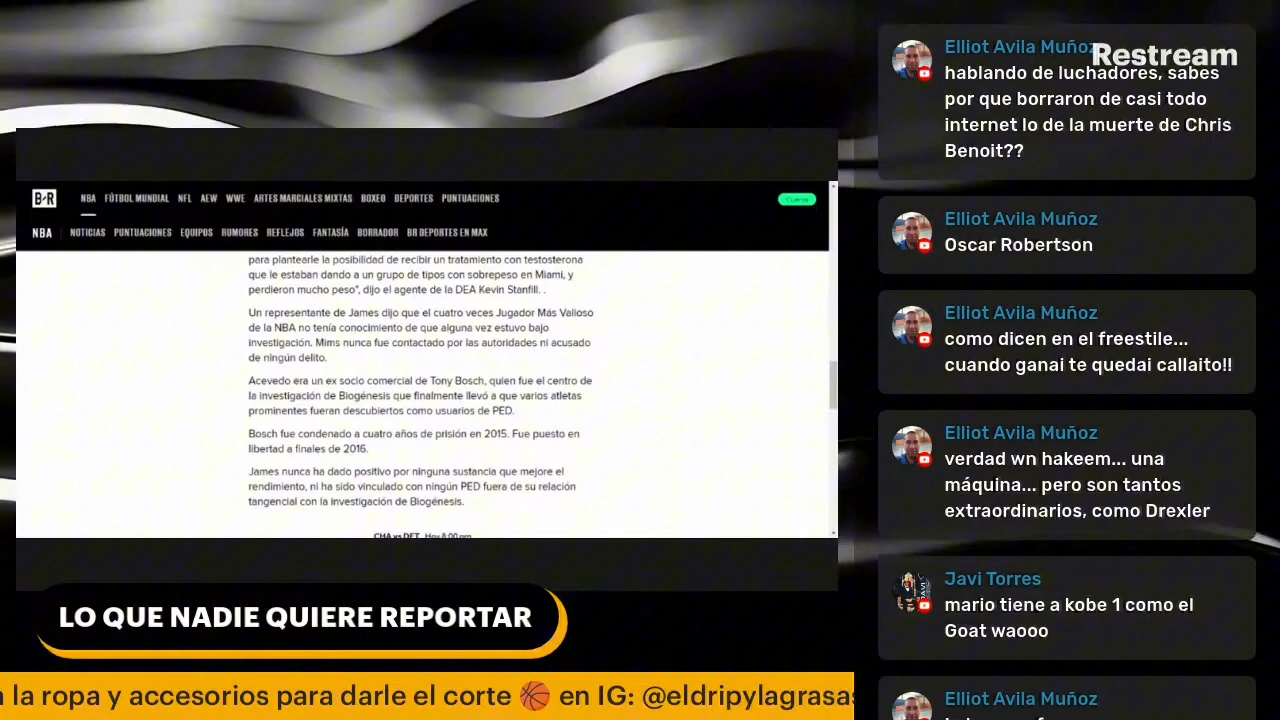 B/R NBA FÚTBOL MUNDIAL NFL AEW WWE ARTES MARCIALES MIXTAS BOXEO DEPORTES PUNTUACIONES
Cuenta
NBA NOTICIAS PUNTUACIONES EQUIPOS RUMORES REFLEJOS FANTASÍA BORRADOR BR DEPORTES EN MAX
para plantearle la posibilidad de recibir un tratamiento con testosterona
que le estaban dando a un grupo de tipos con sobrepeso en Miami, y
perdieron mucho peso", dijo el agente de la DEA Kevin Stanfill. .
Un representante de James dijo que el cuatro veces Jugador Más Valioso
de la NBA no tenía conocimiento de que alguna vez estuvo bajo
investigación. Mims nunca fue contactado por las autoridades ni acusado
de ningún delito.
Acevedo era un ex socio comercial de Tony Bosch, quien fue el centro de
la investigación de Biogénesis que finalmente llevó a que varios atletas
prominentes fueran descubiertos como usuarios de PED.
Bosch fue condenado a cuatro años de prisión en 2015. Fue puesto en
libertad a finales de 2016.
James nunca ha dado positivo por ninguna sustancia que mejore el
rendimiento, ni ha sido vinculado con ningún PED fuera de su relación
tangencial con la investigación de Biogénesis.
CHA vs DET Hoy 8:00 pm
LO QUE NADIE QUIERE REPORTAR
la ropa y accesorios para darle el corte 🏀 en IG: @eldripylagrasa
Restream
Elliot Avila Muñoz
hablando de luchadores, sabes
por que borraron de casi todo
internet lo de la muerte de Chris
Benoit??
Elliot Avila Muñoz
Oscar Robertson
Elliot Avila Muñoz
como dicen en el freestile...
cuando ganai te quedai callaito!!
Elliot Avila Muñoz
verdad wn hakeem... una
máquina... pero son tantos
extraordinarios, como Drexler
Javi Torres
mario tiene a kobe 1 como el
Goat waooo
Elliot Avila Muñoz